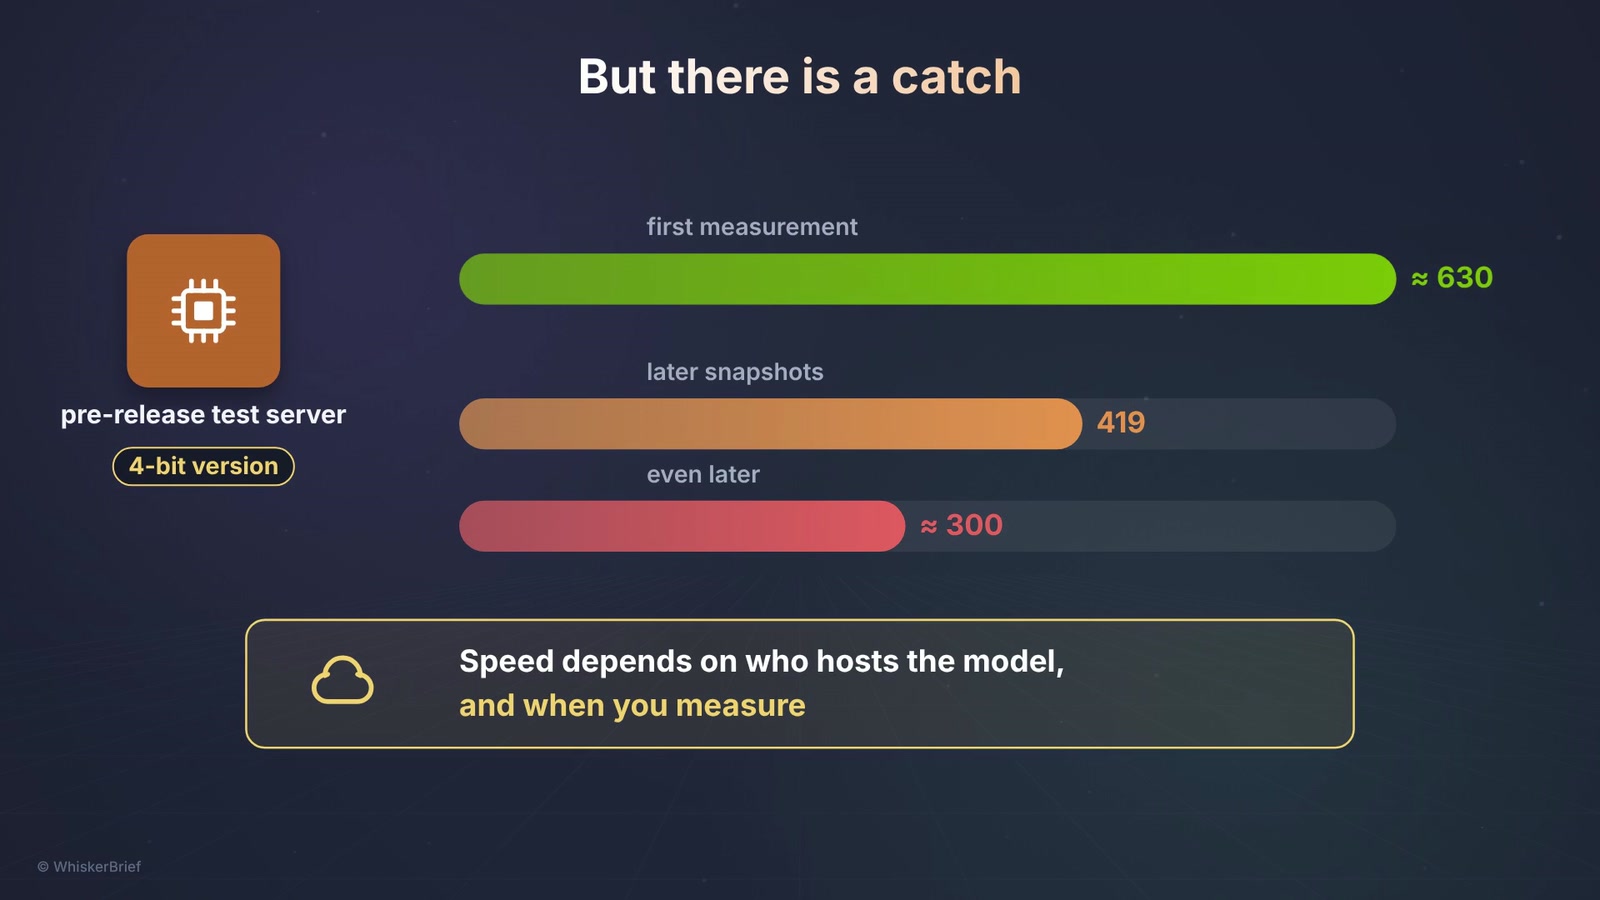 But there is a catch
first measurement
≈ 630
pre-release test server
4-bit version
later snapshots
419
even later
≈ 300
Speed depends on who hosts the model,
and when you measure
© WhiskerBrief